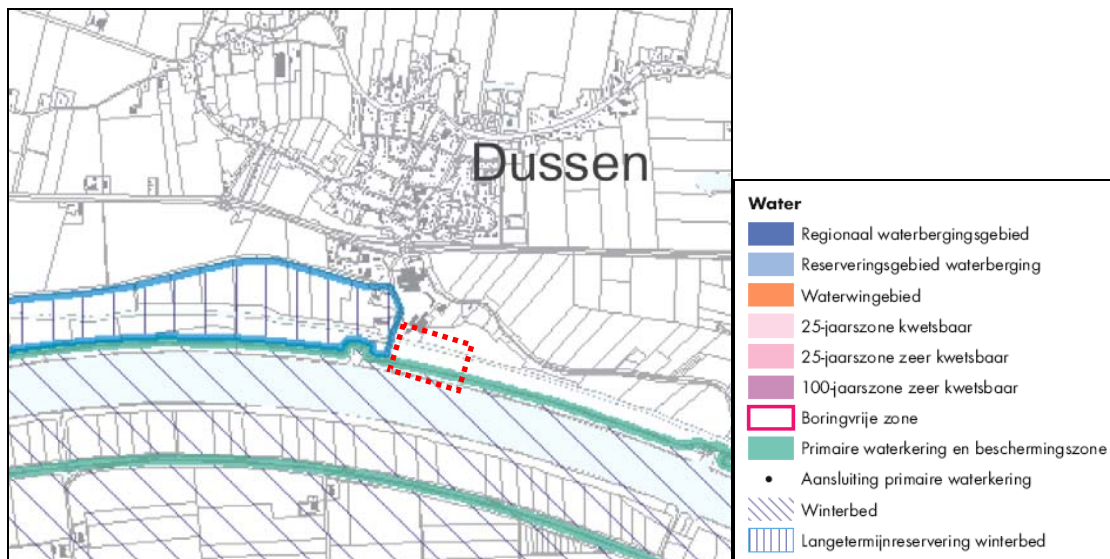 Dussen
Water
Regionaal waterbergingsgebied
Reserveringsgebied waterberging
Waterwingebied
25-jaarszone kwetsbaar
25-jaarszone zeer kwetsbaar
100-jaarszone zeer kwetsbaar
Boringvrije zone
Primaire waterkering en beschermingszone
Aansluiting primaire waterkering
Winterbed
Langetermijnreservering winterbed